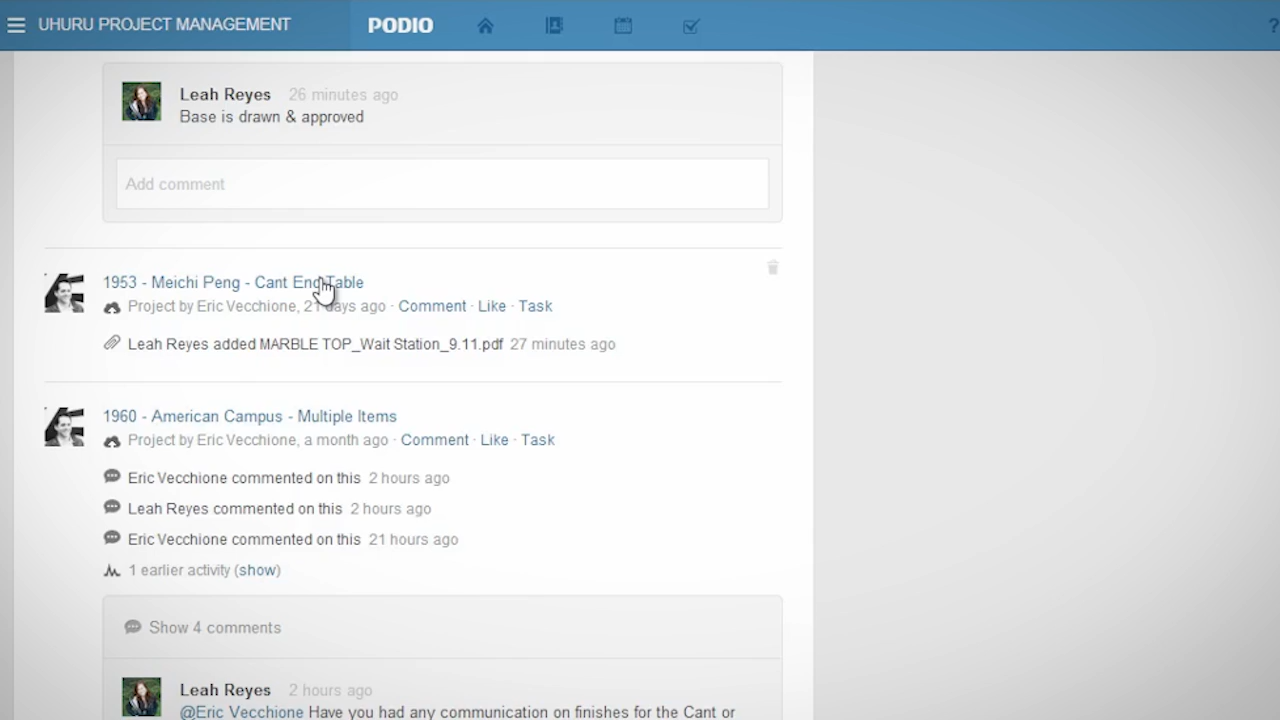 UHURU PROJECT MANAGEMENT PODIO ?
Leah Reyes 26 minutes ago
Base is drawn & approved
Add comment
1953 - Meichi Peng - Cant End Table
Project by Eric Vecchione, 21 days ago · Comment · Like · Task
Leah Reyes added MARBLE TOP_Wait Station_9.11.pdf 27 minutes ago
1960 - American Campus - Multiple Items
Project by Eric Vecchione, a month ago · Comment · Like · Task
Eric Vecchione commented on this 2 hours ago
Leah Reyes commented on this 2 hours ago
Eric Vecchione commented on this 21 hours ago
1 earlier activity (show)
Show 4 comments
Leah Reyes 2 hours ago
@Eric Vecchione Have you had any communication on finishes for the Cant or